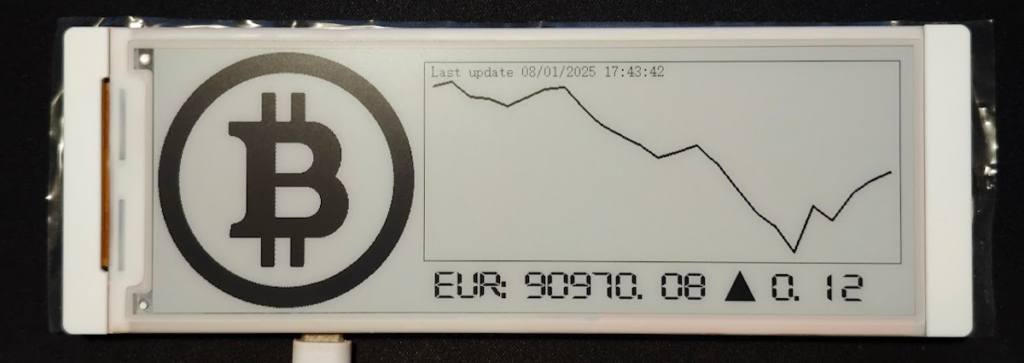 Last update 08/01/2025 17:43:42
EUR: 90970.08 ▲ 0.12